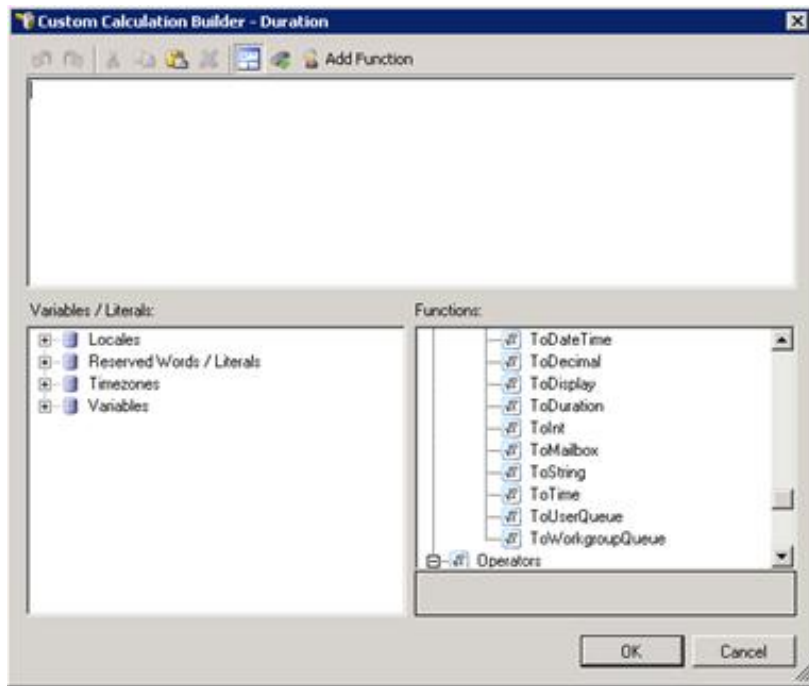 Custom Calculation Builder - Duration
Add Function
Variables / Literals:
Functions:
Locales
Reserved Words / Literals
Timezones
Variables
ToDateTime
ToDecimal
ToDisplay
ToDuration
ToInt
ToMailbox
ToString
ToTime
ToUserQueue
ToWorkgroupQueue
Operators
OK
Cancel